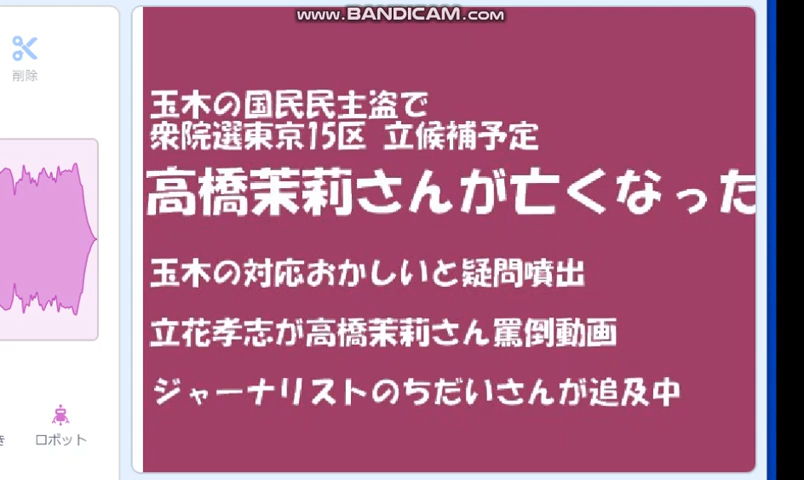 www.BANDICAM.com
削除
玉木の国民民主盗で
衆院選東京15区 立候補予定
高橋茉莉さんが亡くなった
玉木の対応おかしいと疑問噴出
立花孝志が高橋茉莉さん罵倒動画
ジャーナリストのちだいさんが追及中
き
ロボット